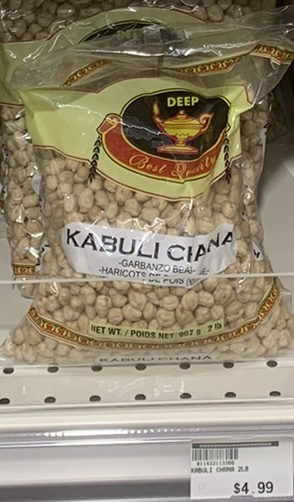 DEEP
Best Quality
KABULI CHANA
-GARBANZO
-HARICOTS DE POIS
NET WT. / POIDS NET 907 g 2 lb
KABULI CHANA
KABULI CHANA 2LB
$4.99